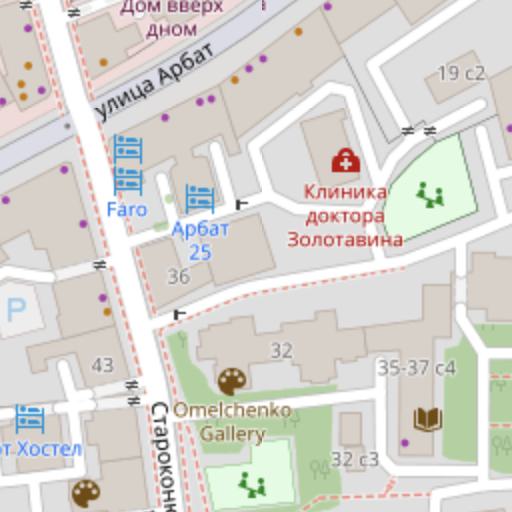 Дом вверх
дном
улица Арбат
19 с2
Faro
Клиника
доктора
Золотавина
Арбат
25
36
P
32
43
35-37 с4
Omelchenko
Gallery
Хостел
32 с3